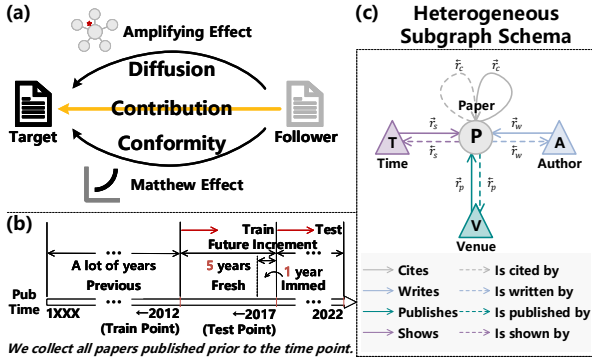 (a)
Amplifying Effect
Diffusion
Contribution
Target
Follower
Conformity
Matthew Effect
(b)
Train
Test
Future Increment
A lot of years
5 years
1 year
Previous
Fresh
Immed
Pub
Time
1XXX
←2012
←2017
2022
(Train Point)
(Test Point)
We collect all papers published prior to the time point.
(c)
Heterogeneous
Subgraph Schema
Paper
P
T
Time
A
Author
V
Venue
Cites
Is cited by
Writes
Is written by
Publishes
Is published by
Shows
Is shown by